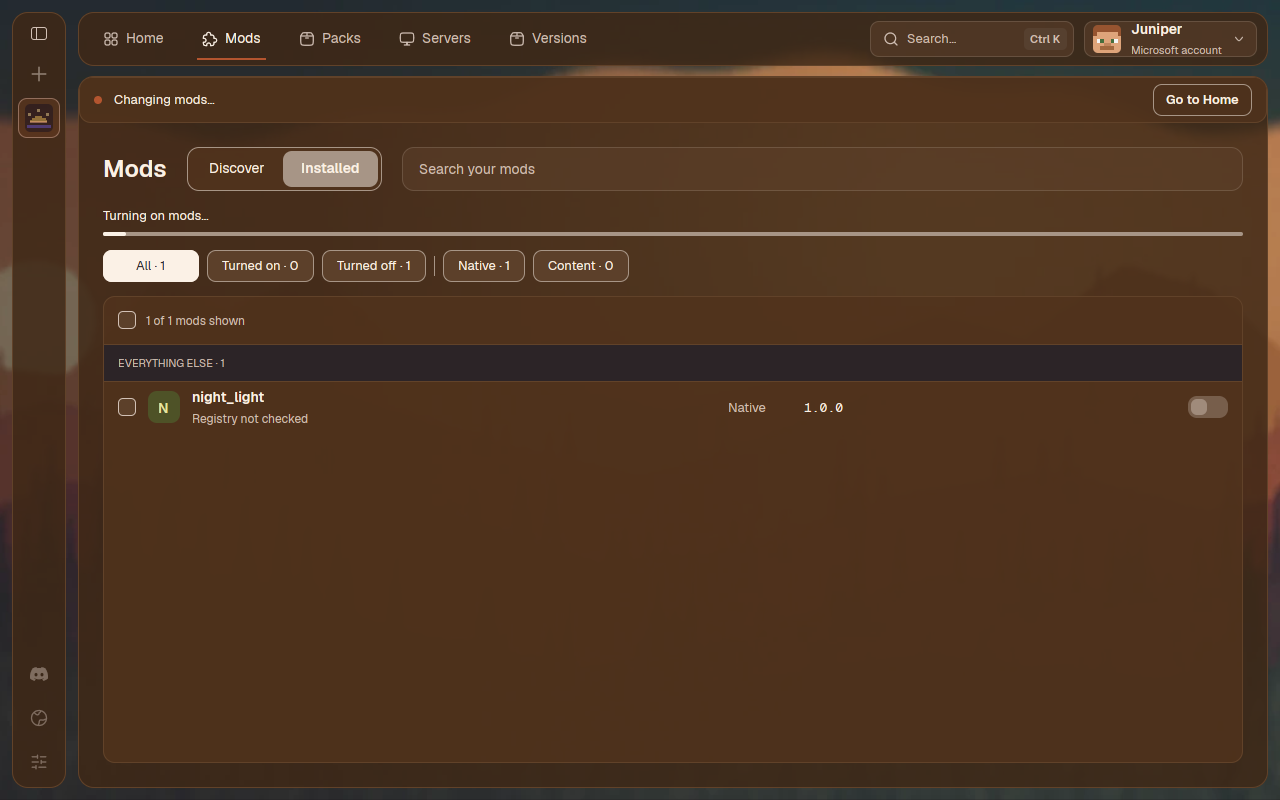 Home
Mods
Packs
Servers
Versions
Search...
Ctrl K
Juniper
Microsoft account
Changing mods...
Go to Home
Mods
Discover
Installed
Search your mods
Turning on mods...
All · 1
Turned on · 0
Turned off · 1
Native · 1
Content · 0
1 of 1 mods shown
EVERYTHING ELSE · 1
N
night_light
Registry not checked
Native
1.0.0